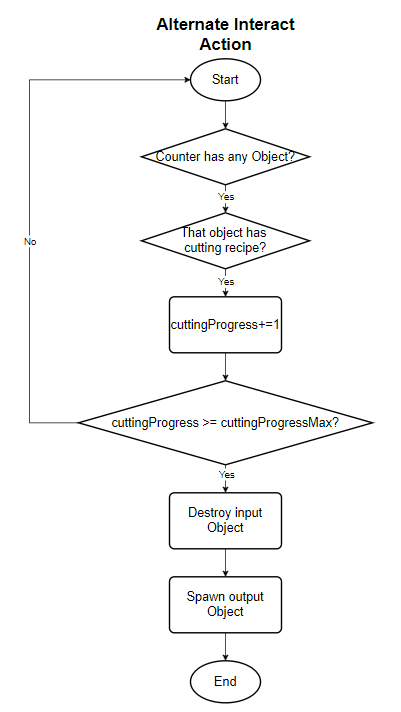 Alternate Interact
Action
Start
Counter has any Object?
Yes
That object has
cutting recipe?
No
Yes
cuttingProgress+=1
cuttingProgress >= cuttingProgressMax?
Yes
Destroy input
Object
Spawn output
Object
End